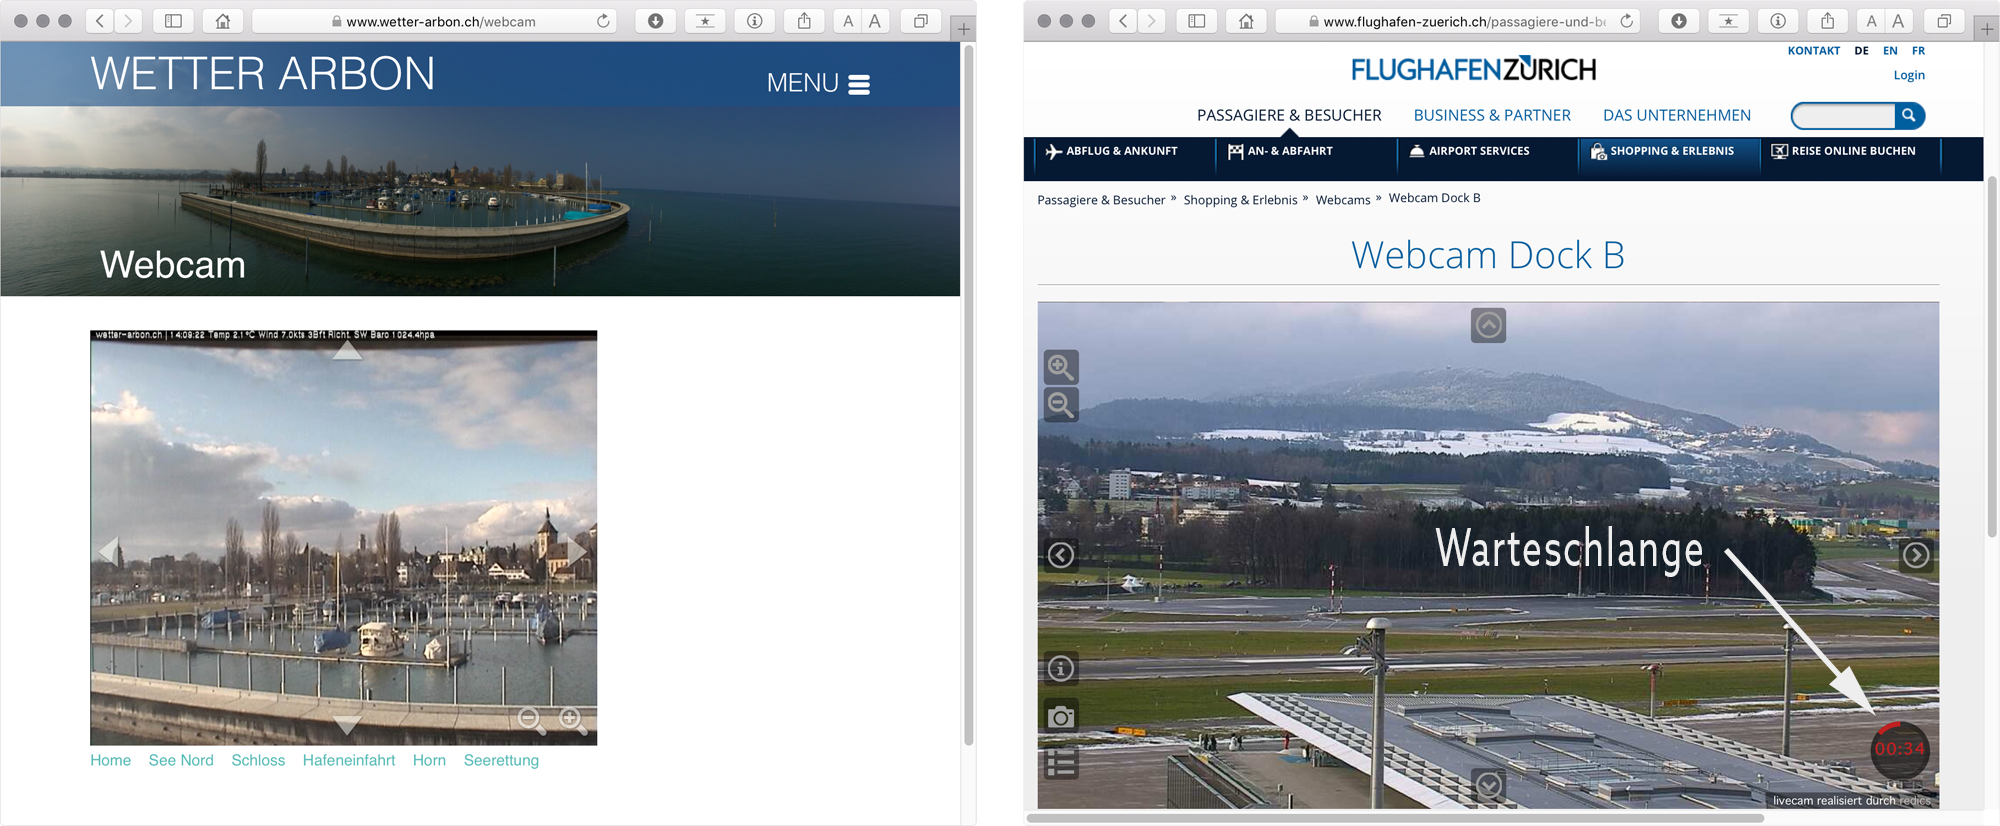 www.wetter-arbon.ch/webcam
WETTER ARBON
MENU
Webcam
wetter-arbon.ch | 14:09:22 Temp 2.1°C Wind 7.0kts 3Bft Richt. SW Baro 1024.4hpa
Home See Nord Schloss Hafeneinfahrt Horn Seerettung
www.flughafen-zuerich.ch/passagiere-und-be
KONTAKT DE EN FR
Login
FLUGHAFEN ZÜRICH
PASSAGIERE & BESUCHER BUSINESS & PARTNER DAS UNTERNEHMEN
ABFLUG & ANKUNFT AN- & ABFAHRT AIRPORT SERVICES SHOPPING & ERLEBNIS REISE ONLINE BUCHEN
Passagiere & Besucher » Shopping & Erlebnis » Webcams » Webcam Dock B
Webcam Dock B
Warteschlange
00:34
livecam realisiert durch redics